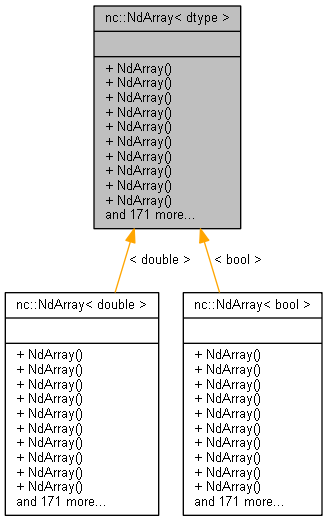 nc::NdArray< dtype >
+ NdArray()
+ NdArray()
+ NdArray()
+ NdArray()
+ NdArray()
+ NdArray()
+ NdArray()
+ NdArray()
+ NdArray()
+ NdArray()
and 171 more...
< double >
< bool >
nc::NdArray< double >
+ NdArray()
+ NdArray()
+ NdArray()
+ NdArray()
+ NdArray()
+ NdArray()
+ NdArray()
+ NdArray()
+ NdArray()
+ NdArray()
and 171 more...
nc::NdArray< bool >
+ NdArray()
+ NdArray()
+ NdArray()
+ NdArray()
+ NdArray()
+ NdArray()
+ NdArray()
+ NdArray()
+ NdArray()
+ NdArray()
and 171 more...